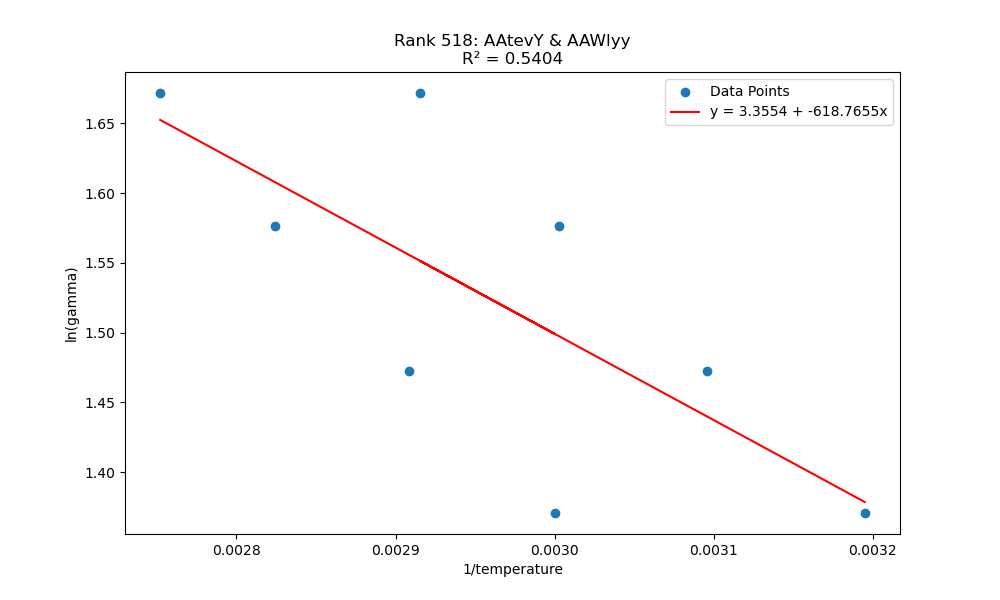 Rank 518: AAtevY & AAWlyy
R² = 0.5404
Data Points
y = 3.3554 + -618.7655x
ln(gamma)
1.65
1.60
1.55
1.50
1.45
1.40
0.0028 0.0029 0.0030 0.0031 0.0032
1/temperature